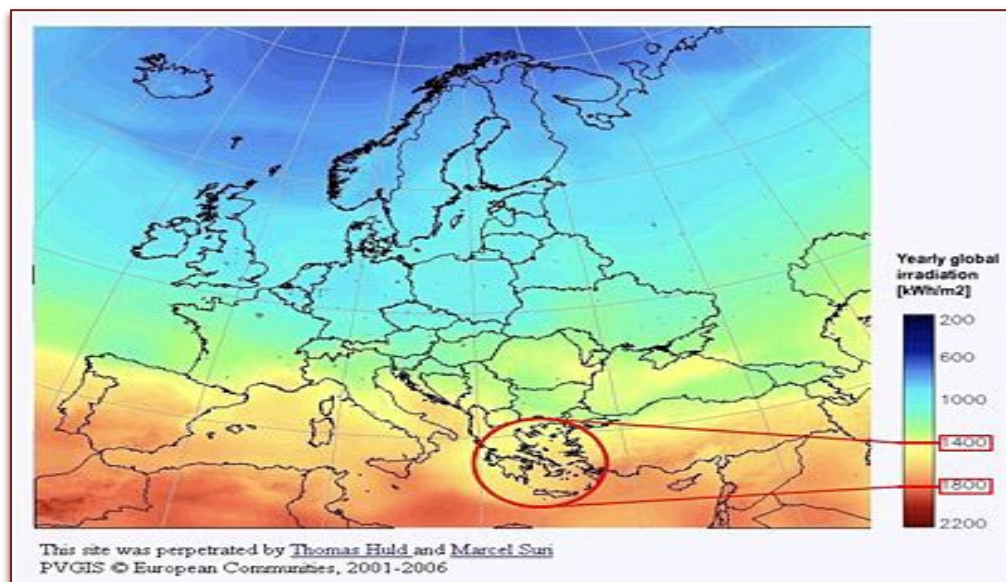 Yearly global
irradiation
[kWh/m2]
200
600
1000
1400
1800
2200
This site was perpetrated by Thomas Huld and Marcel Suri
PVGIS © European Communities, 2001-2006